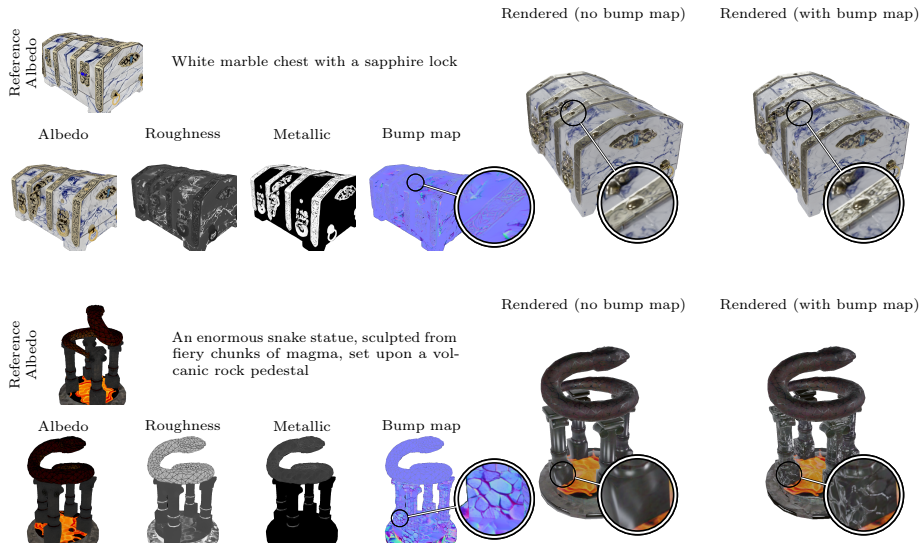 Rendered (no bump map)
Rendered (with bump map)
Reference
Albedo
White marble chest with a sapphire lock
Albedo
Roughness
Metallic
Bump map
Rendered (no bump map)
Rendered (with bump map)
Reference
Albedo
An enormous snake statue, sculpted from
fiery chunks of magma, set upon a vol-
canic rock pedestal
Albedo
Roughness
Metallic
Bump map